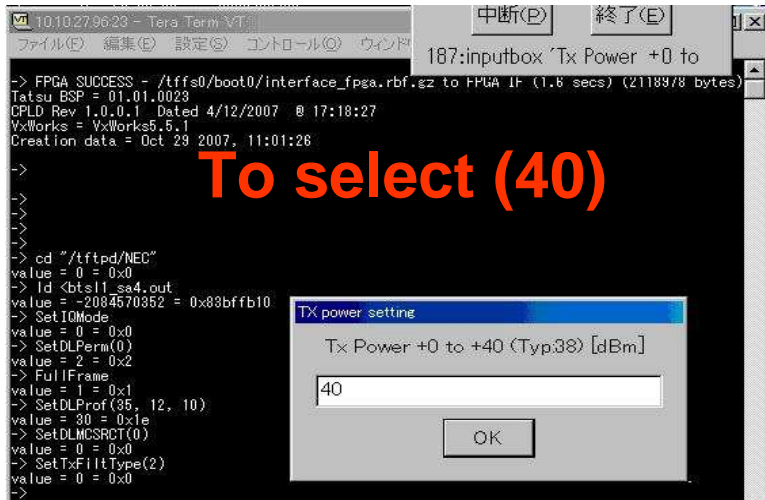 10.10.27.96:23 - Tera Term VT
ファイル(F) 編集(E) 設定(S) コントロール(O) ウィンド
中断(P) 終了(E)
187:inputbox 'Tx Power +0 to
-> FPGA SUCCESS - /tffs0/boot0/interface_fpga.rbf.gz to FPGA IF (1.6 secs) (2118978 bytes)
Tatsu BSP = 01.01.0023
CPLD Rev 1.0.0.1 Dated 4/12/2007 @ 17:18:27
VxWorks = VxWorks5.5.1
Creation data = Oct 29 2007, 11:01:26
->
To select (40)
->
->
->
->
-> cd "/tftpd/NEC"
value = 0 = 0x0
-> ld <btsl1_sa4.out
value = -2084570352 = 0x83bffb10
-> SetIQMode
value = 0 = 0x0
-> SetDLPerm(0)
value = 2 = 0x2
-> FullFrame
value = 1 = 0x1
-> SetDLProf(35, 12, 10)
value = 30 = 0x1e
-> SetDLMCSRCT(0)
value = 0 = 0x0
-> SetTxFiltType(2)
value = 0 = 0x0
->
TX power setting
Tx Power +0 to +40 (Typ:38) [dBm]
40
OK